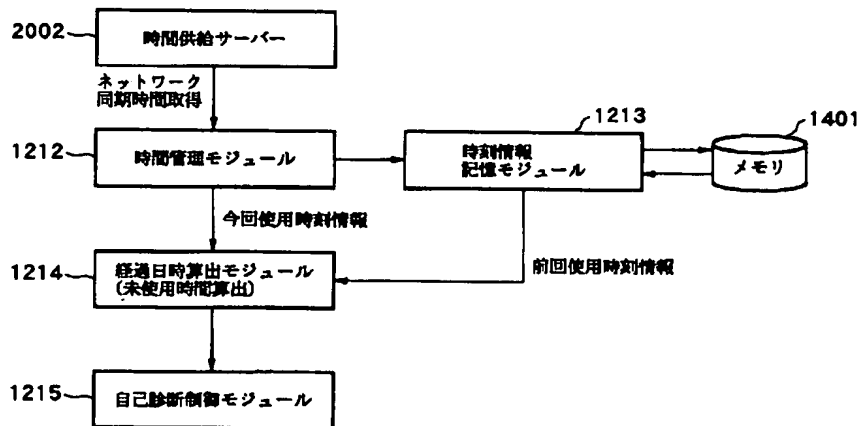 2002
時間供給サーバー
ネットワーク
同期時間取得
1212
時間管理モジュール
1213
時刻情報
記憶モジュール
1401
メモリ
今回使用時刻情報
前回使用時刻情報
1214
経過日時算出モジュール
(未使用時間算出)
1215
自己診断制御モジュール